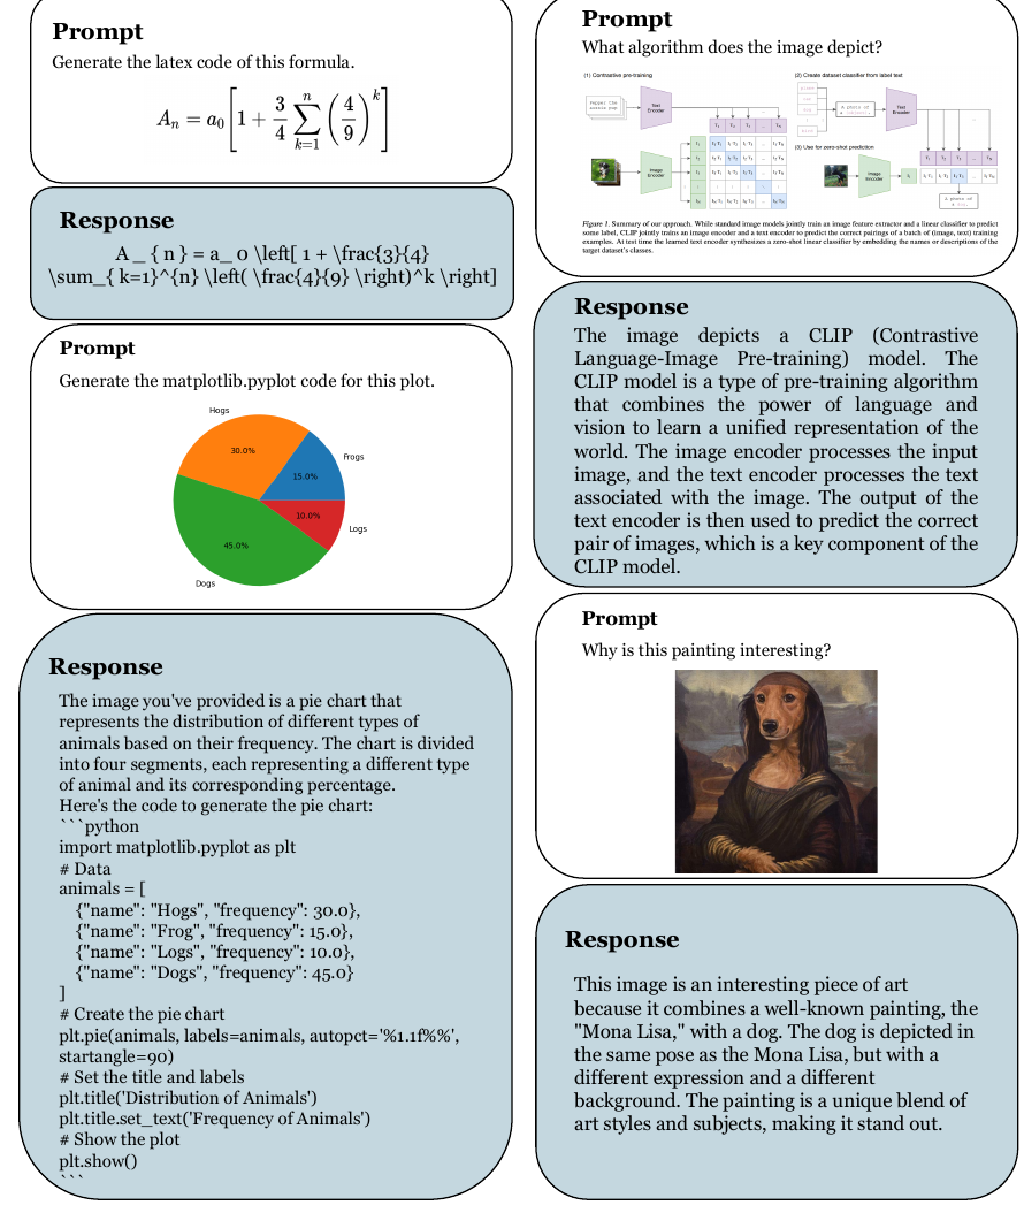 Prompt
Generate the latex code of this formula.
A_n = a_0 [ 1 + 3/4 ∑_{k=1}^{n} (4/9)^k ]
Response
A_ { n } = a_ 0 \left[ 1 + \frac{3}{4}
\sum_{ k=1}^{n} \left( \frac{4}{9} \right)^k \right]
Prompt
Generate the matplotlib.pyplot code for this plot.
Hogs
30.0%
Frogs
15.0%
10.0%
Logs
45.0%
Dogs
Response
The image you've provided is a pie chart that
represents the distribution of different types of
animals based on their frequency. The chart is divided
into four segments, each representing a different type
of animal and its corresponding percentage.
Here's the code to generate the pie chart:
```python
import matplotlib.pyplot as plt
# Data
animals = [
{"name": "Hogs", "frequency": 30.0},
{"name": "Frog", "frequency": 15.0},
{"name": "Logs", "frequency": 10.0},
{"name": "Dogs", "frequency": 45.0}
]
# Create the pie chart
plt.pie(animals, labels=animals, autopct='%1.1f%%',
startangle=90)
# Set the title and labels
plt.title('Distribution of Animals')
plt.title.set_text('Frequency of Animals')
# Show the plot
plt.show()
```
Prompt
What algorithm does the image depict?
(1) Contrastive pre-training
Pepper the
aussie pup
Text
Encoder
Image
Encoder
(2) Create dataset classifier from label text
A photo of
a {object}.
Text
Encoder
(3) Use for zero-shot prediction
Image
Encoder
A photo of
Figure 1. Summary of our approach. While standard image models jointly train an image feature extractor and a linear classifier to predict
some label, CLIP jointly trains an image encoder and a text encoder to predict the correct pairings of a batch of (image, text) training
examples. At test time the learned text encoder synthesizes a zero-shot linear classifier by embedding the names or descriptions of the
target dataset's classes.
Response
The image depicts a CLIP (Contrastive
Language-Image Pre-training) model. The
CLIP model is a type of pre-training algorithm
that combines the power of language and
vision to learn a unified representation of the
world. The image encoder processes the input
image, and the text encoder processes the text
associated with the image. The output of the
text encoder is then used to predict the correct
pair of images, which is a key component of the
CLIP model.
Prompt
Why is this painting interesting?
Response
This image is an interesting piece of art
because it combines a well-known painting, the
"Mona Lisa," with a dog. The dog is depicted in
the same pose as the Mona Lisa, but with a
different expression and a different
background. The painting is a unique blend of
art styles and subjects, making it stand out.